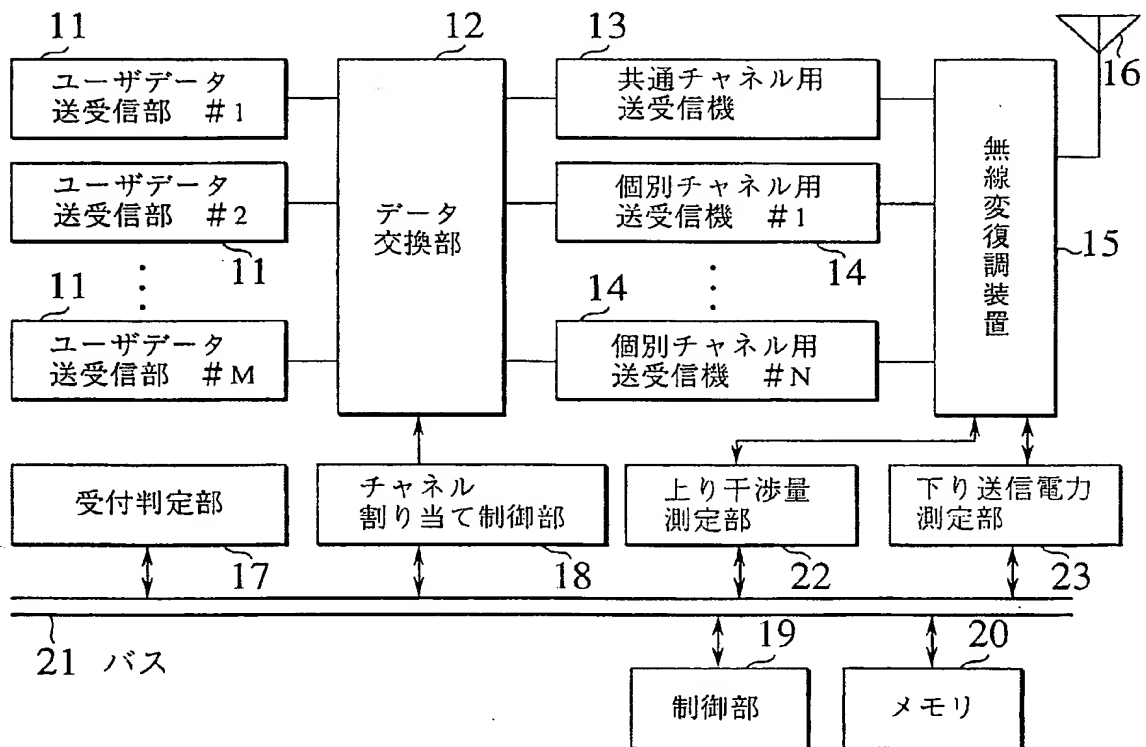 11
ユーザデータ
送受信部 #1
12
データ
交換部
13
共通チャネル用
送受信機
16
ユーザデータ
送受信部 #2
11
個別チャネル用
送受信機 #1
14
無線変復調装置
15
11
ユーザデータ
送受信部 #M
14
個別チャネル用
送受信機 #N
受付判定部
17
チャネル
割り当て制御部
18
上り干渉量
測定部
22
下り送信電力
測定部
23
21 バス
19
制御部
20
メモリ